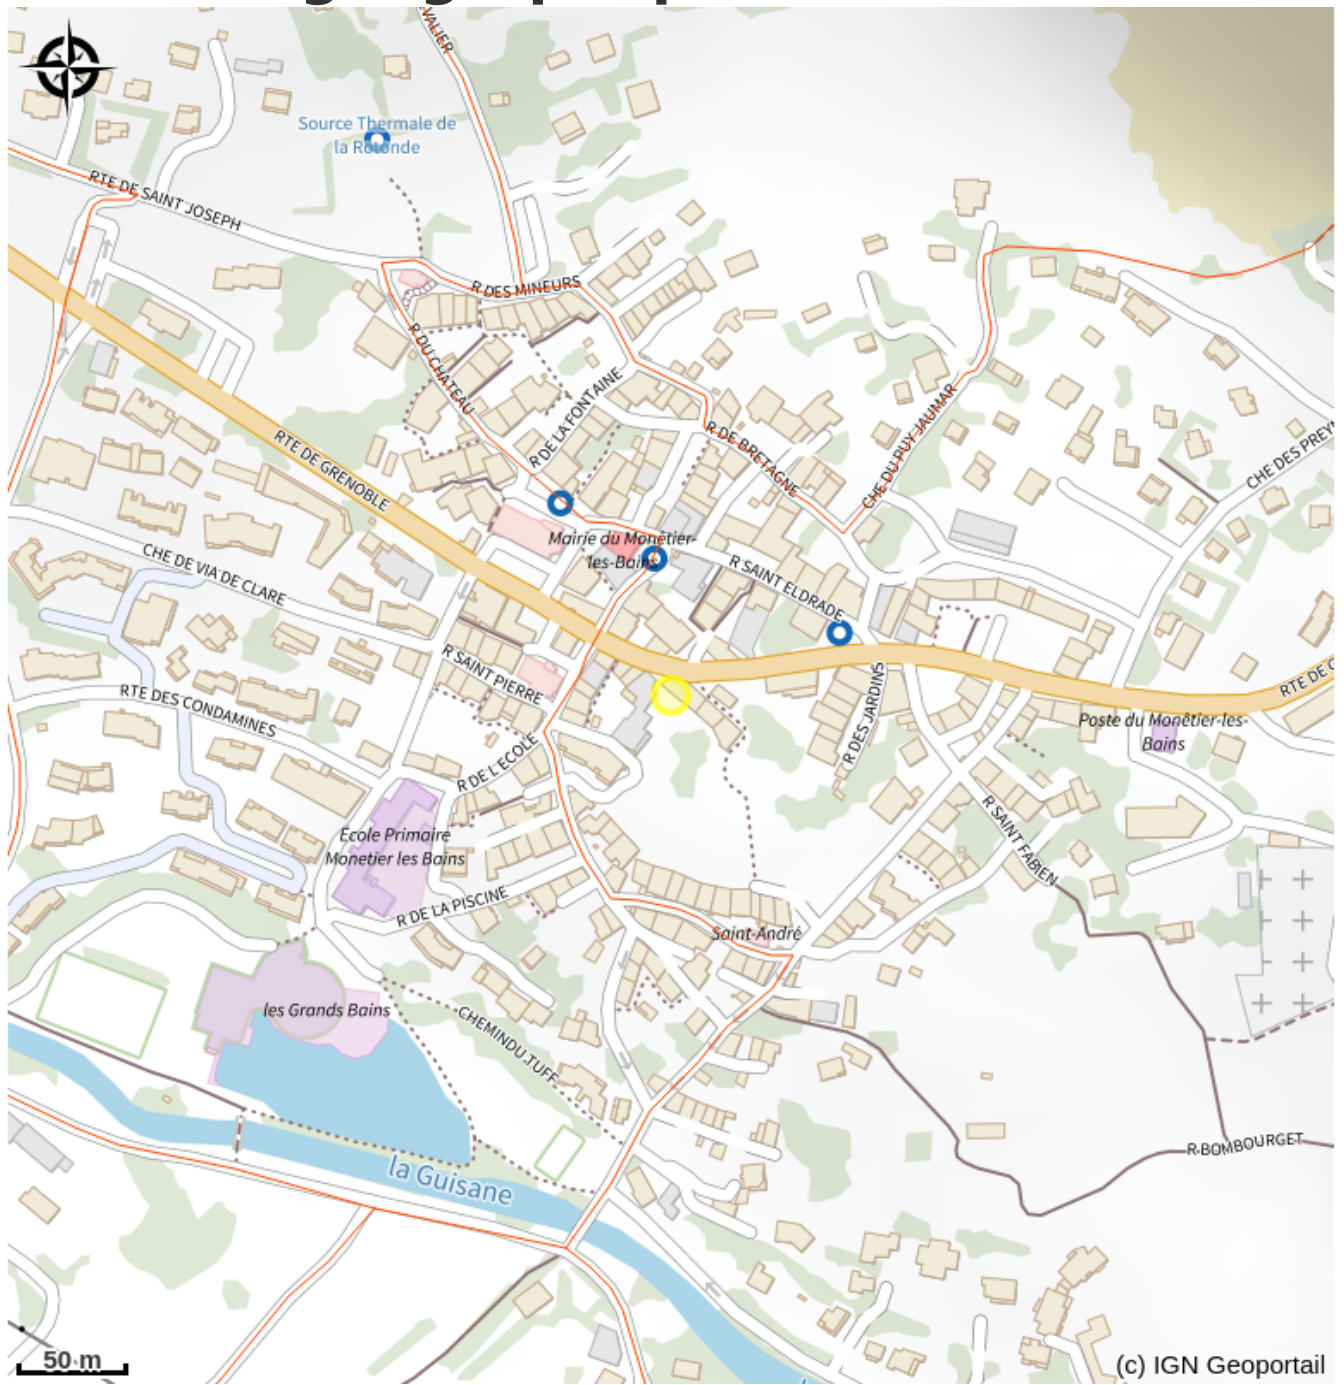 VALIER
Source Thermale de
la Rotonde
RTE DE SAINT JOSEPH
R DES MINEURS
R DU CHATEAU
R DE LA FONTAINE
R DE BRETAGNE
CHE DU PUY JAUMAR
CHE DES PREY
RTE DE GRENOBLE
Mairie du Monêtier-
les-Bains
R SAINT ELDRADE
CHE DE VIA DE CLARE
R SAINT PIERRE
RTE DES CONDAMINES
R DES JARDINS
RTE DE G
Poste du Monêtier-les-
Bains
R DE L'ECOLE
R SAINT FABIEN
Ecole Primaire
Monetier les Bains
R DE LA PISCINE
Saint-André
les Grands Bains
CHEMIN DU TUFF
R BOMBOURGET
la Guisane
50 m
(c) IGN Geoportail